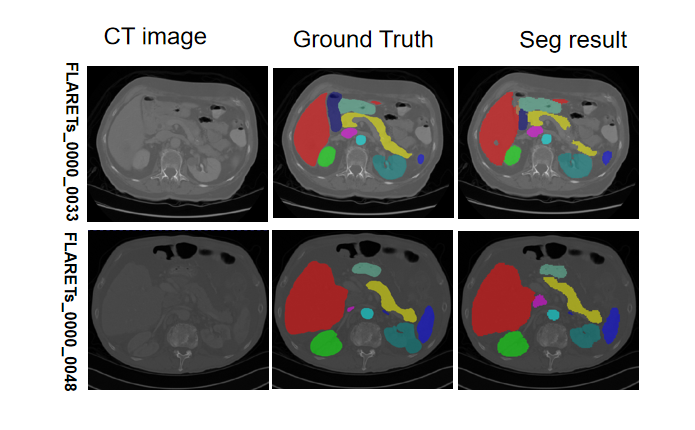 CT image
Ground Truth
Seg result
FLARETs_0000_0033
FLARETs_0000_0048